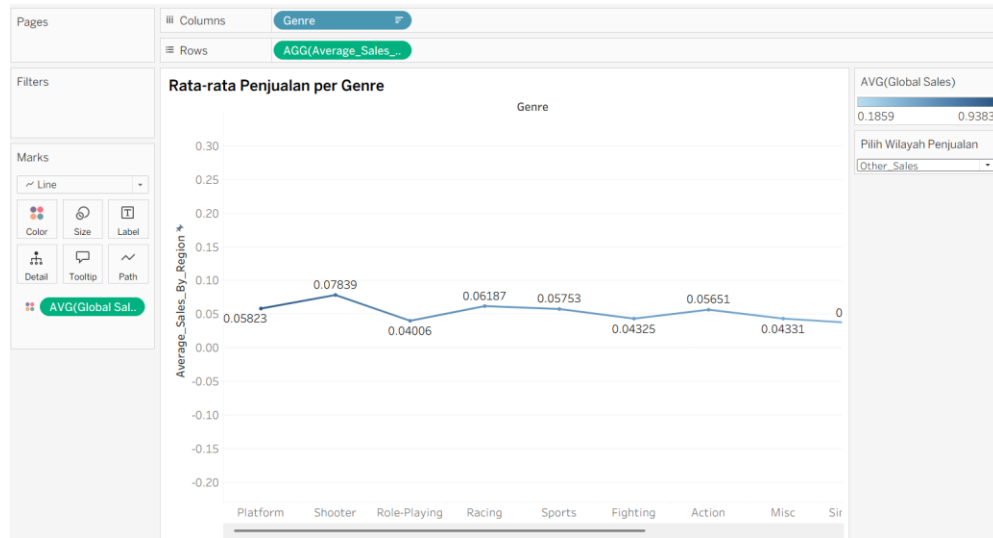 Pages
Columns
Genre
Rows
AGG(Average_Sales_..
Filters
Marks
Line
Color
Size
Label
Detail
Tooltip
Path
AVG(Global Sal..
Rata-rata Penjualan per Genre
Genre
Average_Sales_By_Region
0.30
0.25
0.20
0.15
0.10
0.05
0.00
-0.05
-0.10
-0.15
-0.20
0.05823
0.07839
0.04006
0.06187
0.05753
0.04325
0.05651
0.04331
0
Platform
Shooter
Role-Playing
Racing
Sports
Fighting
Action
Misc
Sir
AVG(Global Sales)
0.1859
0.9383
Pilih Wilayah Penjualan
Other_Sales